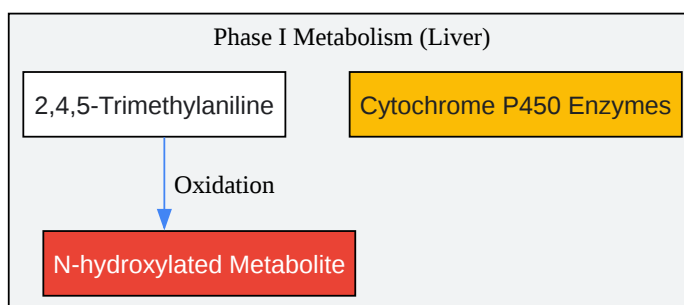 Phase I Metabolism (Liver)
2,4,5-Trimethylaniline
Cytochrome P450 Enzymes
Oxidation
N-hydroxylated Metabolite